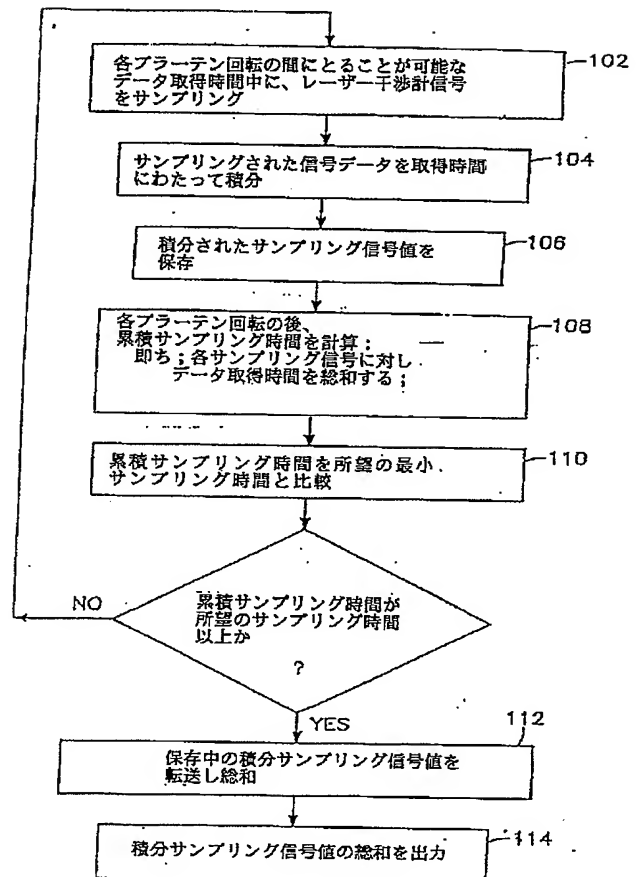 各プラーテン回転の間にとることが可能な
データ取得時間中に、レーザー干渉計信号
をサンプリング
102
サンプリングされた信号データを取得時間
にわたって積分
104
積分されたサンプリング信号値を
保存
106
各プラーテン回転の後、
累積サンプリング時間を計算:
即ち;各サンプリング信号に対し
データ取得時間を総和する;
108
累積サンプリング時間を所望の最小
サンプリング時間と比較
110
NO
累積サンプリング時間が
所望のサンプリング時間
以上か
?
YES
112
保存中の積分サンプリング信号値を
転送し総和
積分サンプリング信号値の総和を出力
114